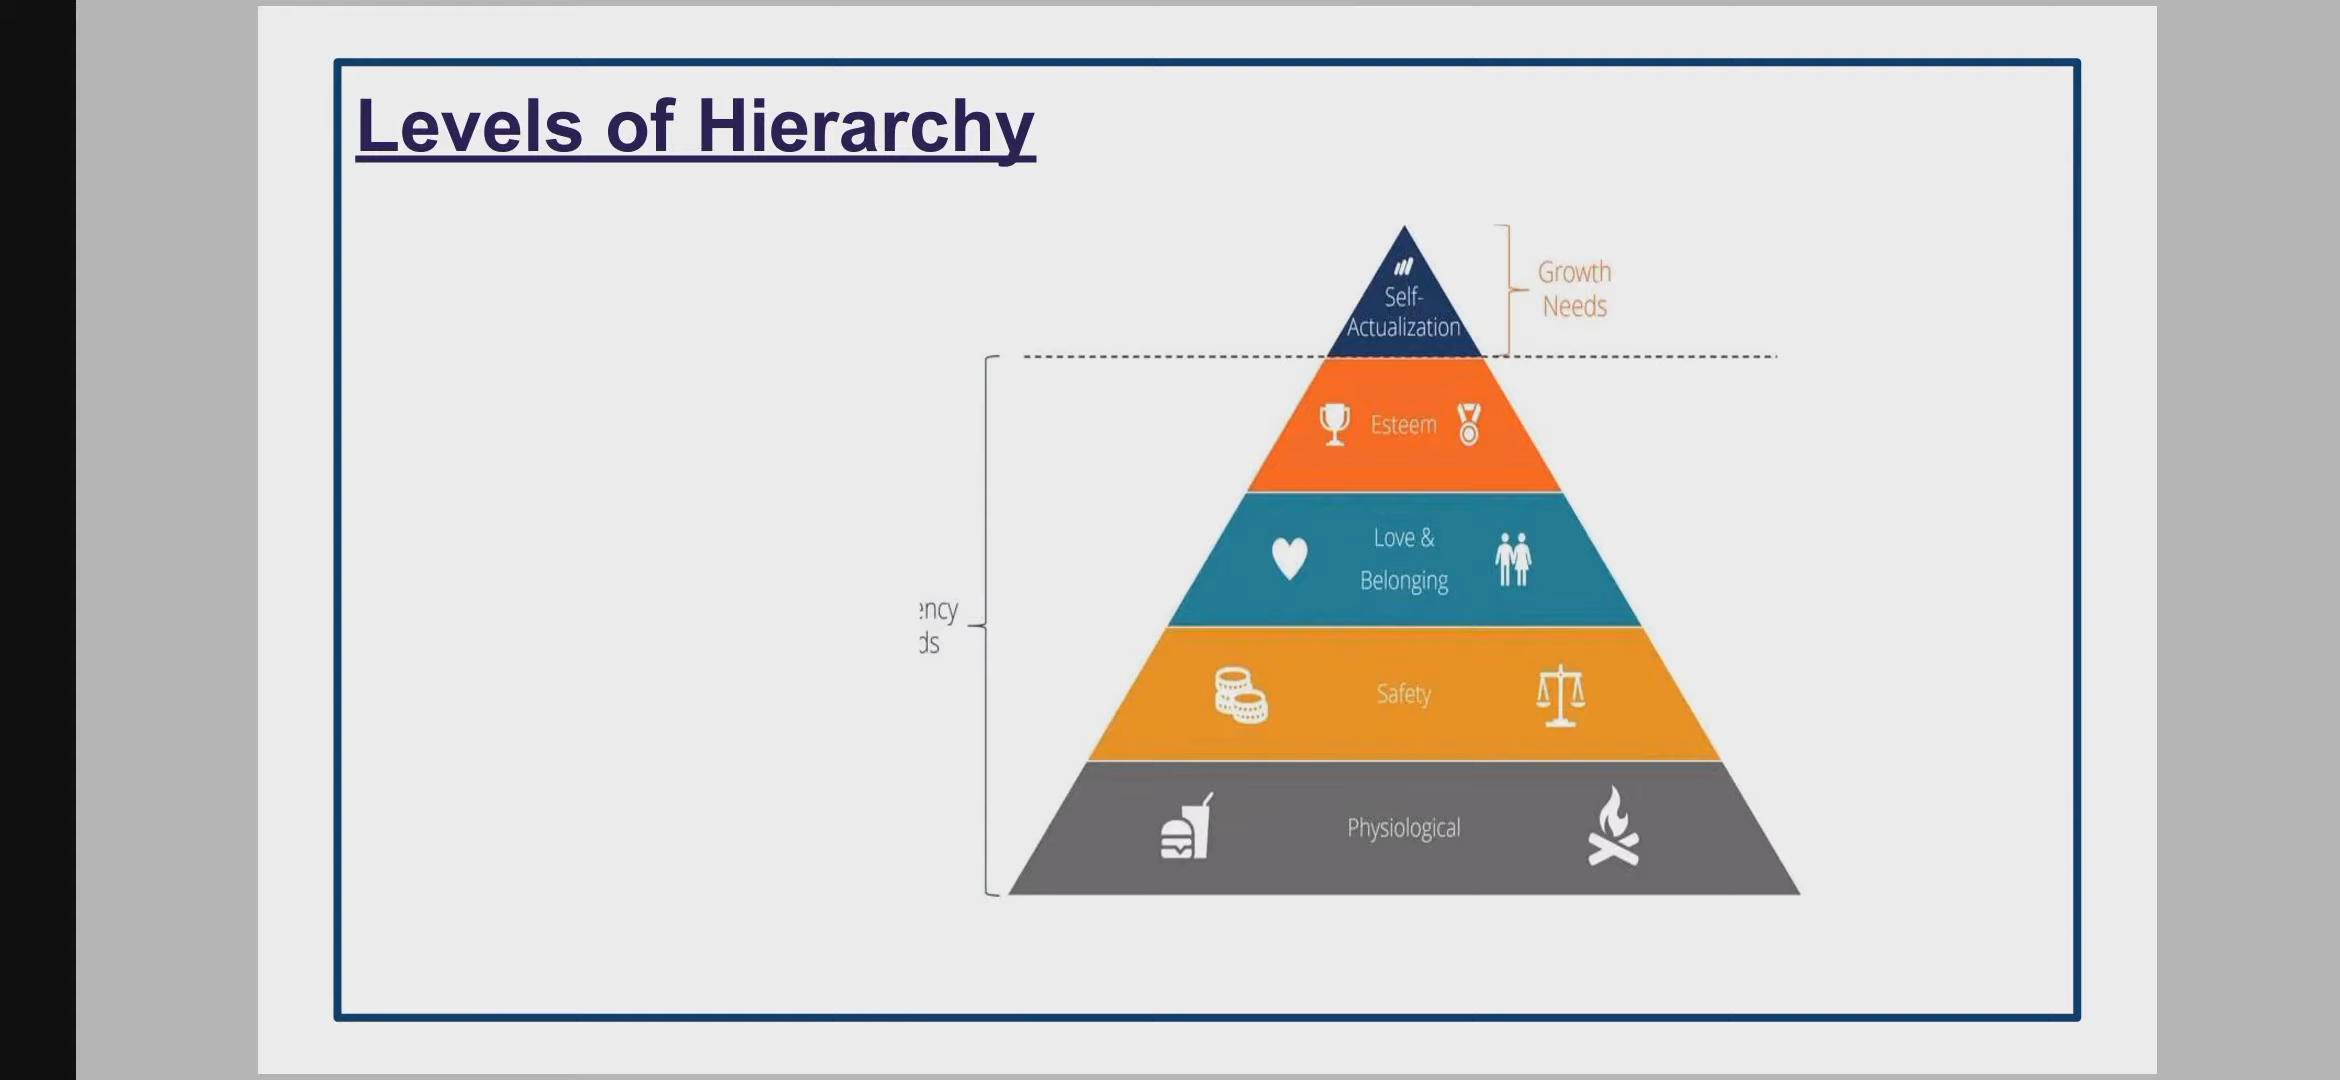 Levels of Hierarchy
Self-
Actualization
Growth
Needs
Esteem
Love &
Belonging
Safety
Physiological